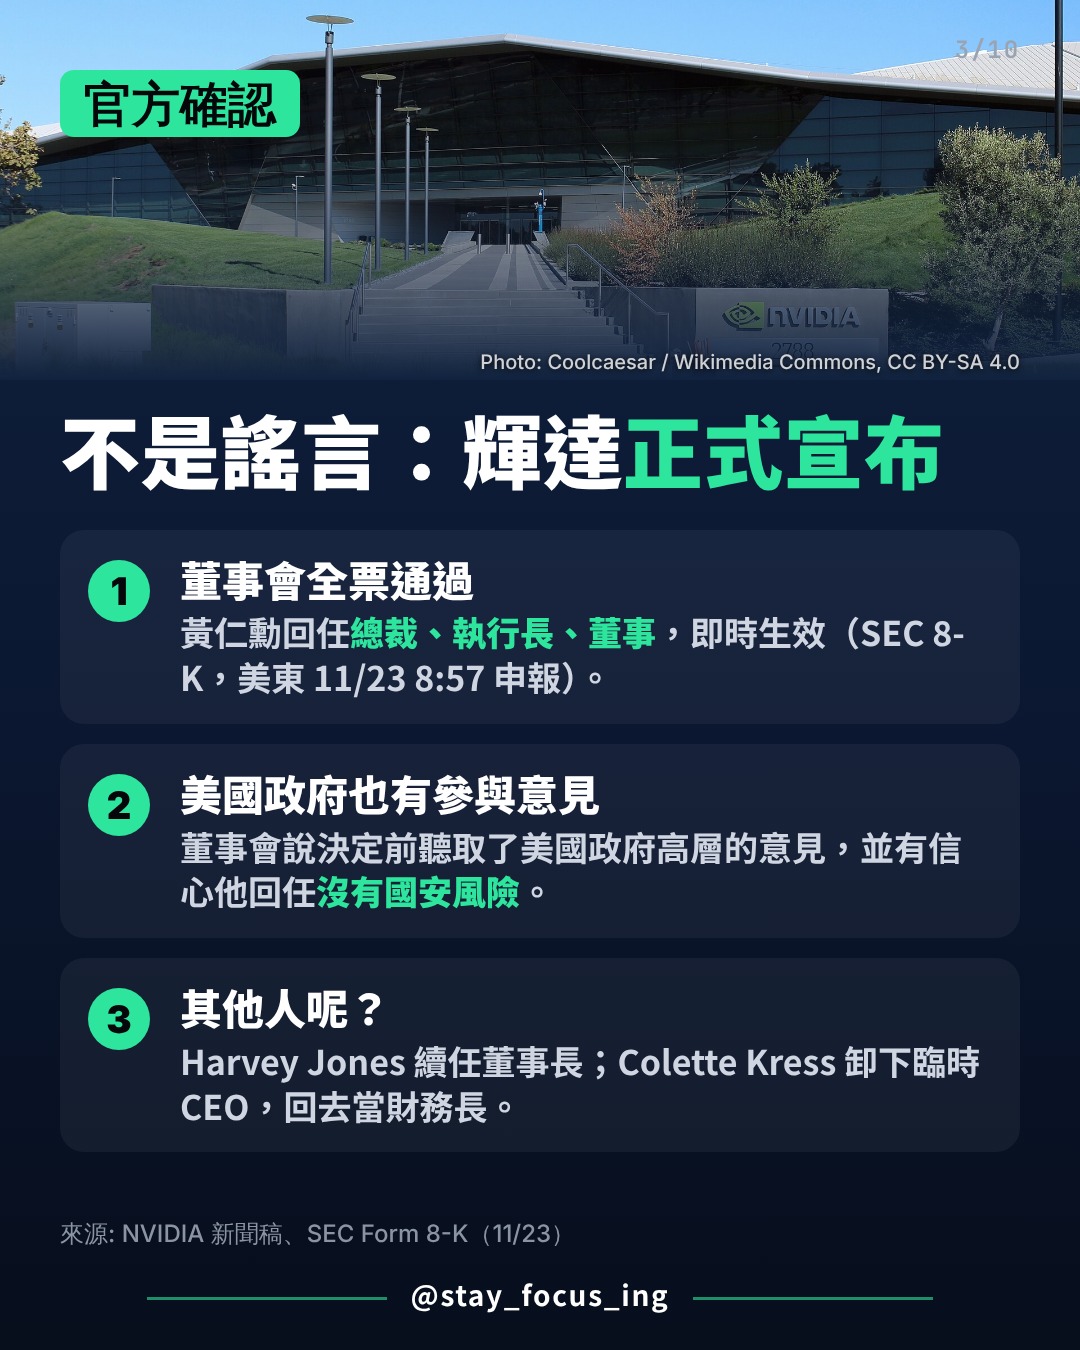 3/10
官方確認
NVIDIA
2788
Photo: Coolcaesar / Wikimedia Commons, CC BY-SA 4.0
不是謠言：輝達正式宣布
1
董事會全票通過
黃仁勳回任總裁、執行長、董事，即時生效（SEC 8-
K，美東 11/23 8:57 申報）。
2
美國政府也有參與意見
董事會說決定前聽取了美國政府高層的意見，並有信
心他回任沒有國安風險。
3
其他人呢？
Harvey Jones 續任董事長；Colette Kress 卸下臨時
CEO，回去當財務長。
來源: NVIDIA 新聞稿、SEC Form 8-K（11/23）
@stay_focus_ing